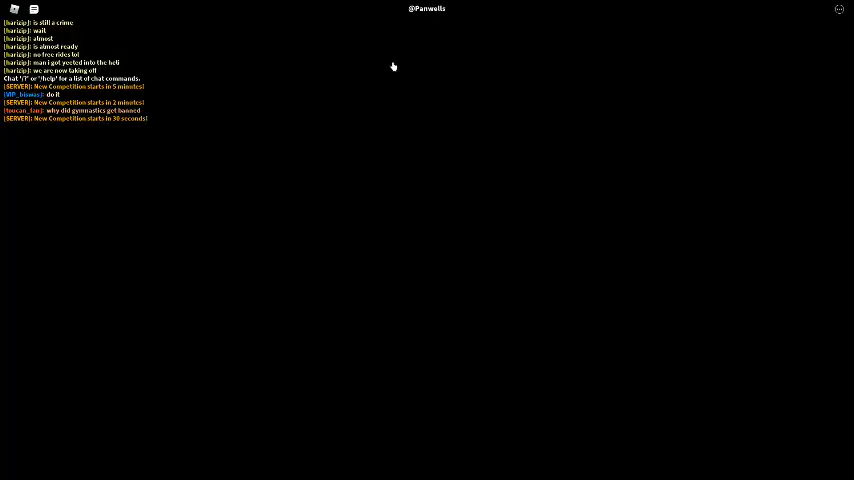 @Panwells
[harizip]: is still a crime
[harizip]: wait
[harizip]: almost
[harizip]: is almost ready
[harizip]: no free rides lol
[harizip]: man i got yeeted into the heli
[harizip]: we are now taking off
Chat '/?' or '/help' for a list of chat commands.
[SERVER]: New Competition starts in 5 minutes!
[VIP_biswas]: do it
[SERVER]: New Competition starts in 2 minutes!
[toucan_fan]: why did gymnastics get banned
[SERVER]: New Competition starts in 30 seconds!